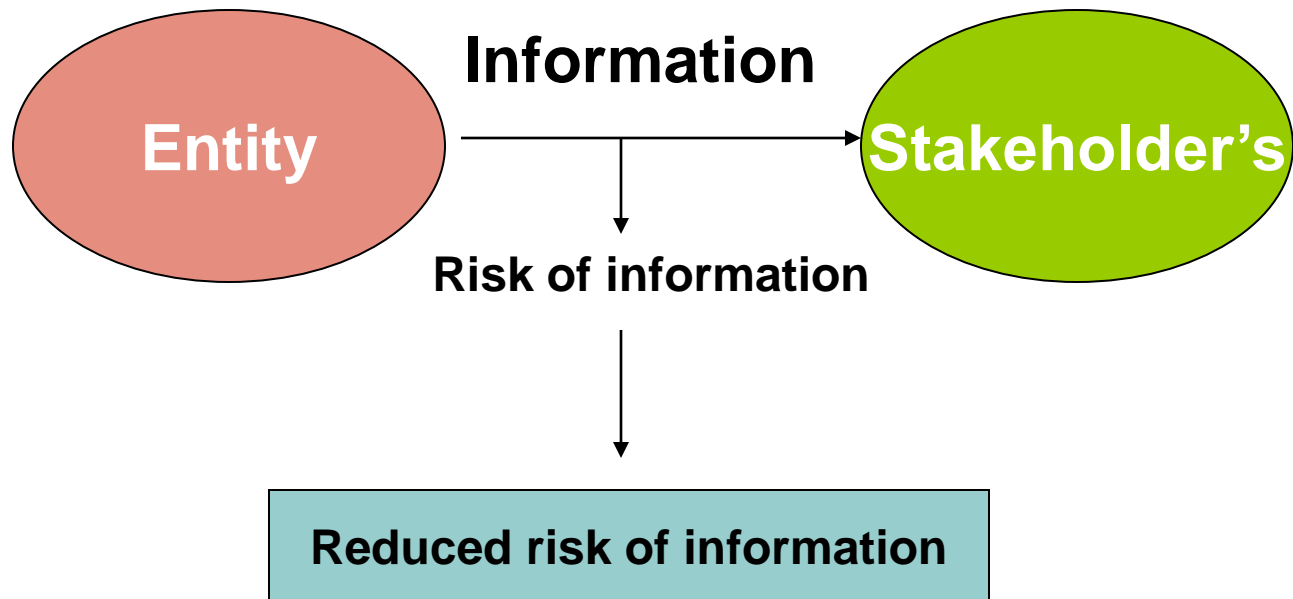 Information
Entity
Stakeholder’s
Risk of information
Reduced risk of information